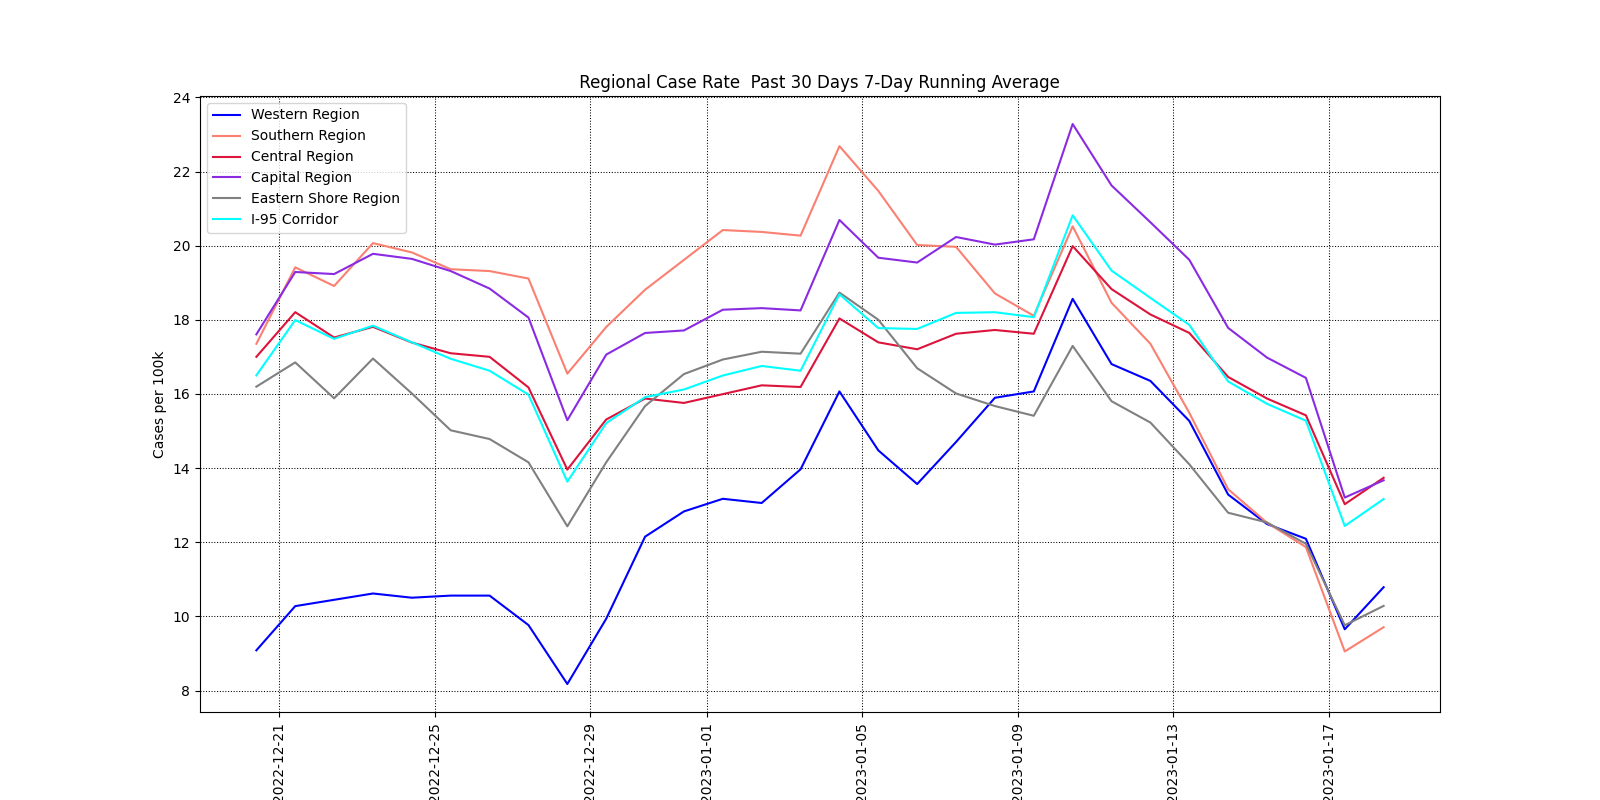 Regional Case Rate  Past 30 Days 7-Day Running Average
Western Region
Southern Region
Central Region
Capital Region
Eastern Shore Region
I-95 Corridor
Cases per 100k
24
22
20
18
16
14
12
10
8
2022-12-21
2022-12-25
2022-12-29
2023-01-01
2023-01-05
2023-01-09
2023-01-13
2023-01-17